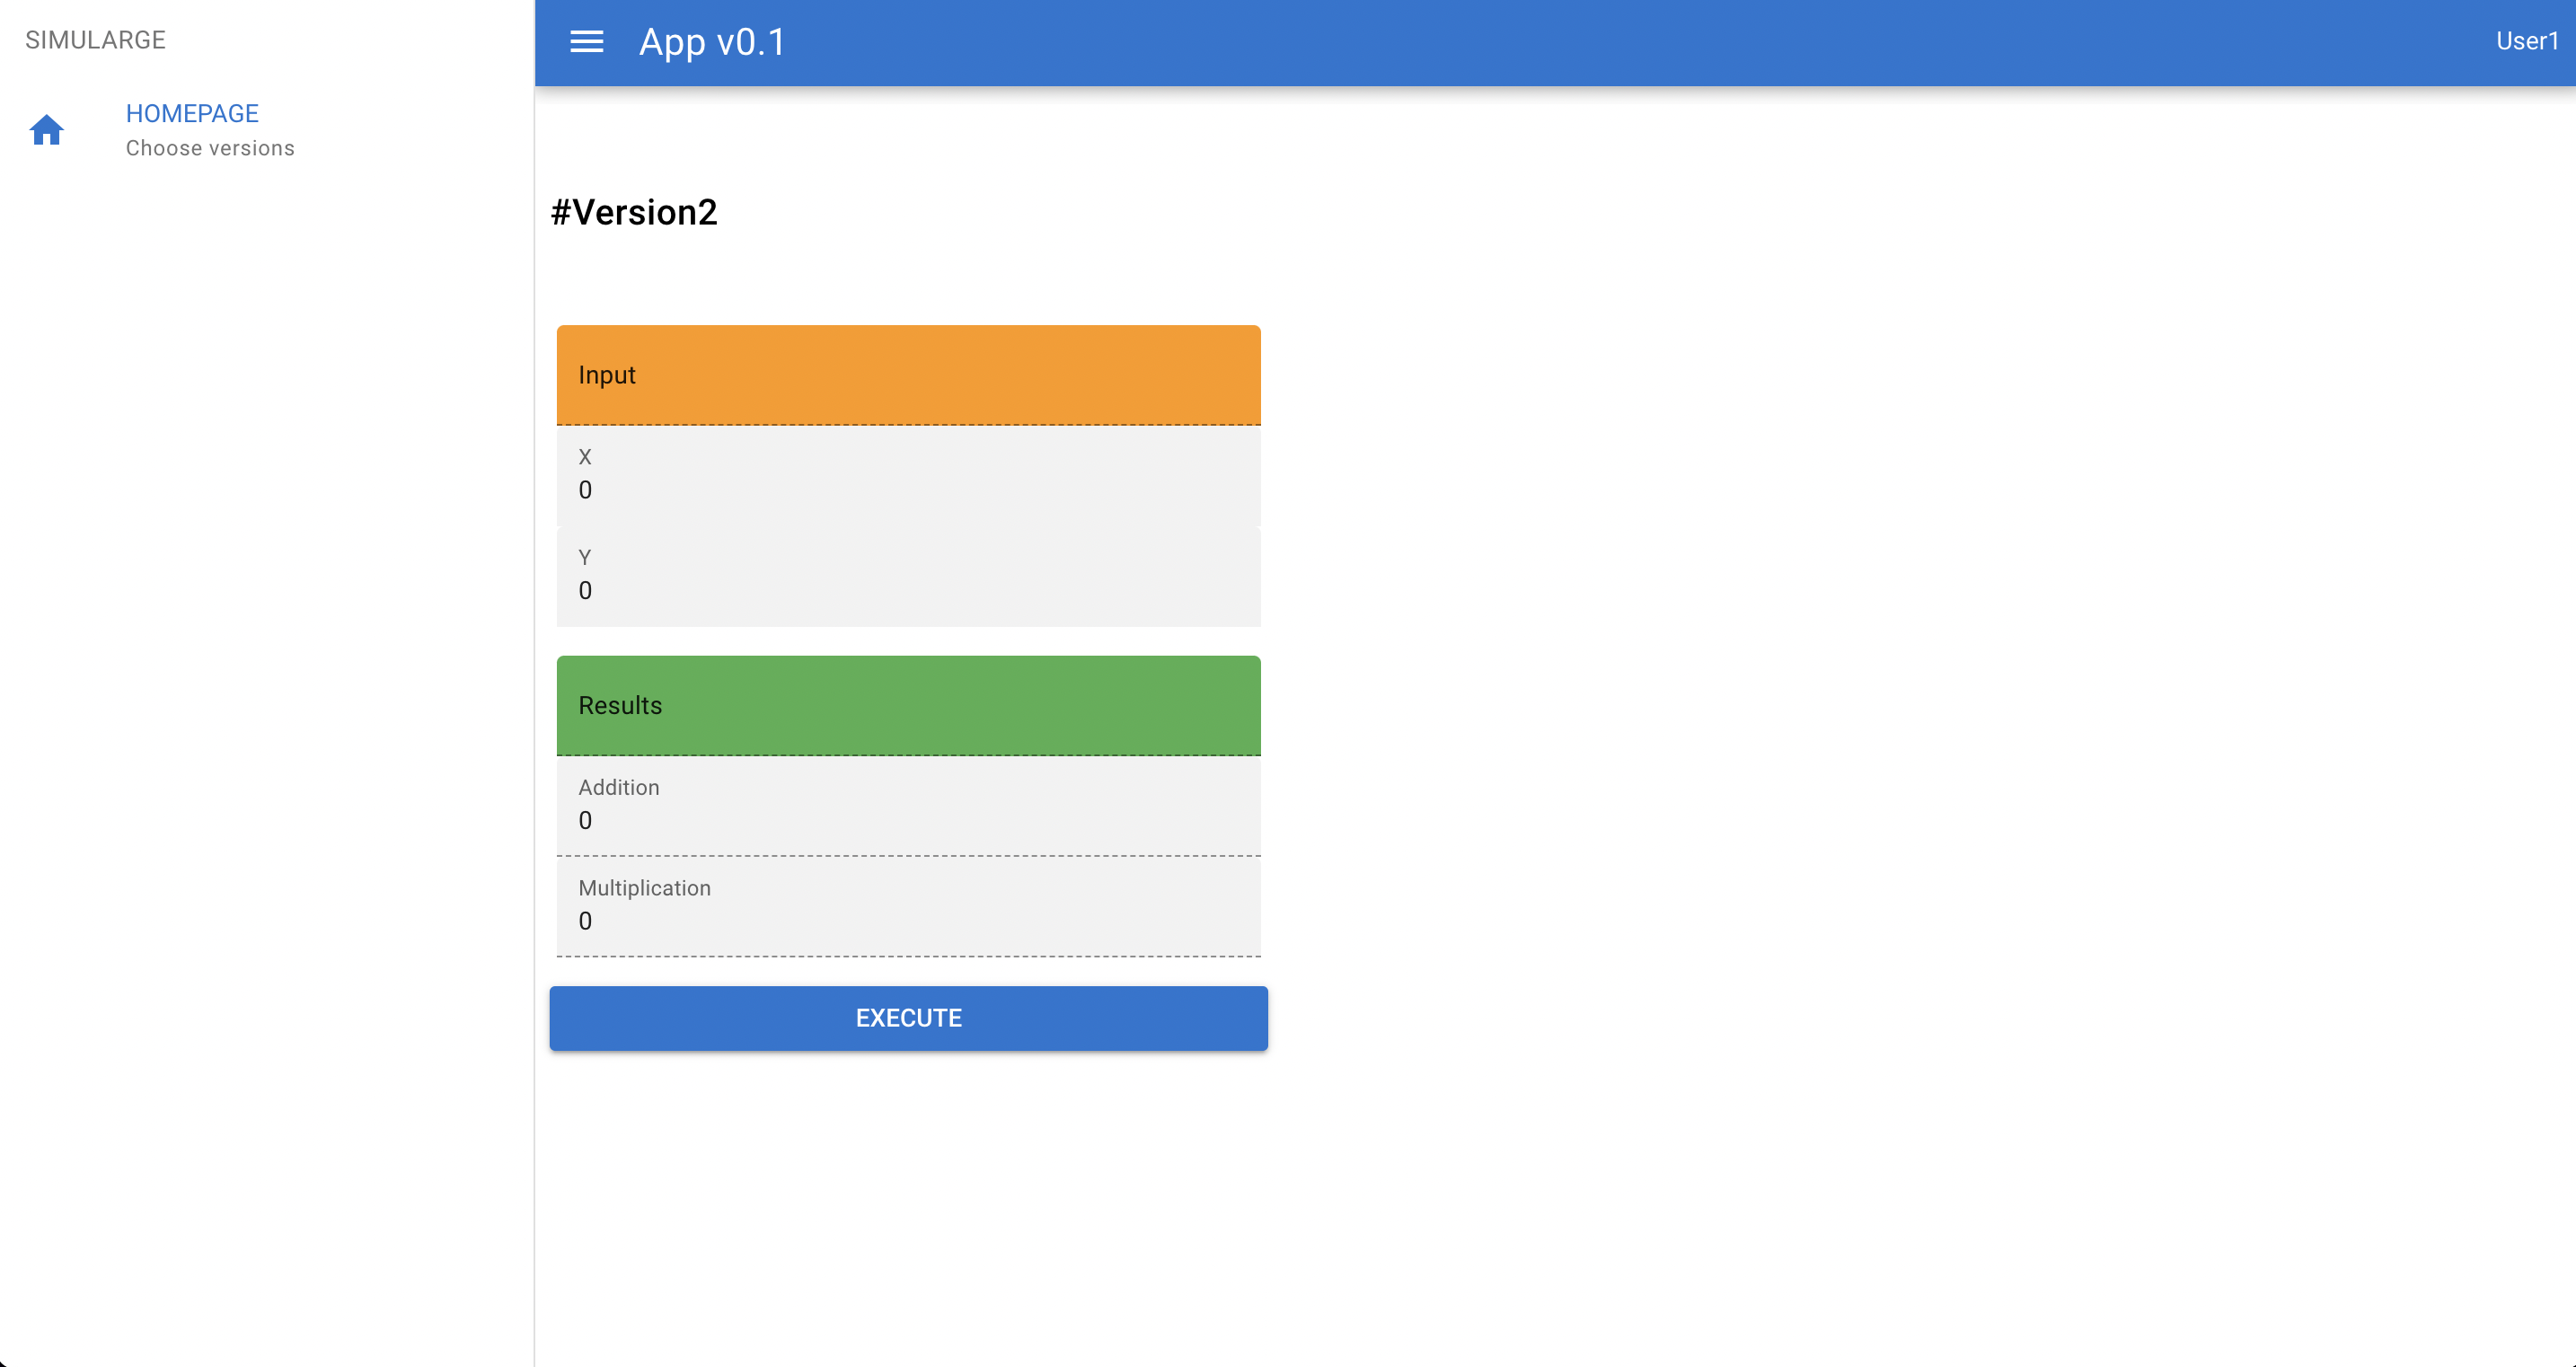 SIMULARGE
HOMEPAGE
Choose versions
App v0.1
User1
#Version2
Input
X
0
Y
0
Results
Addition
0
Multiplication
0
EXECUTE